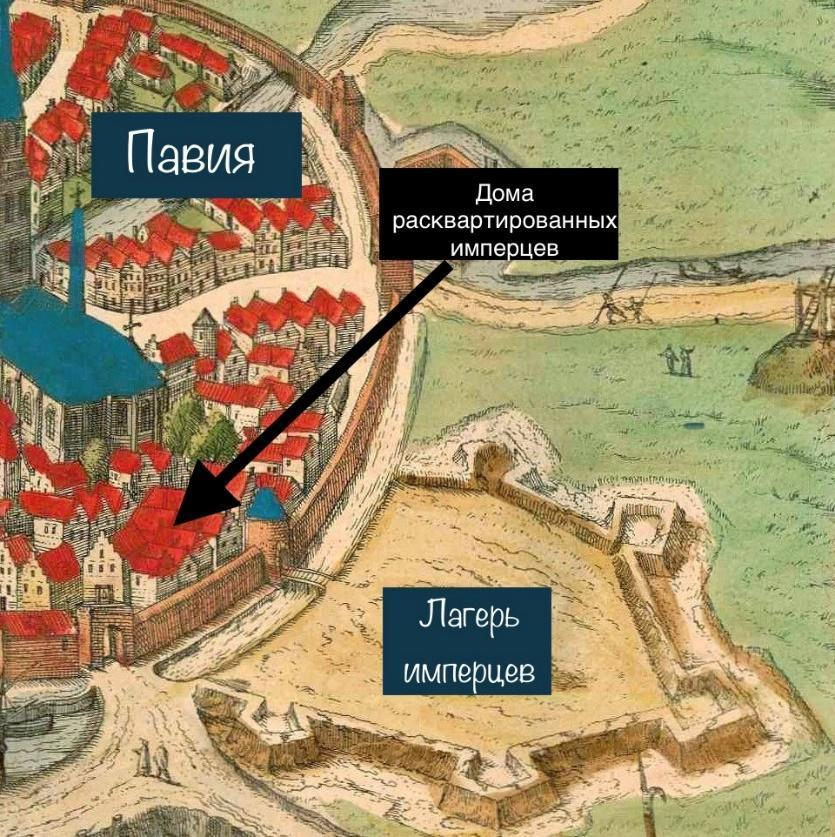 Павия
Дома
расквартированных
имперцев
Лагерь
имперцев